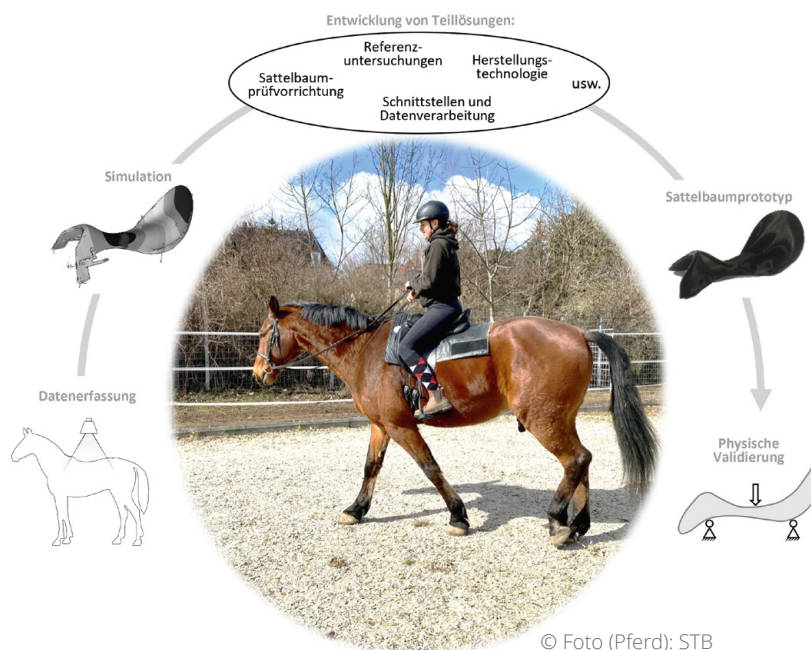 Entwicklung von Teillösungen:
Referenz-
untersuchungen
Herstellungs-
technologie
Sattelbaum-
prüfvorrichtung
usw.
Schnittstellen und
Datenverarbeitung
Simulation
Sattelbaumprototyp
Datenerfassung
Physische
Validierung
© Foto (Pferd): STB